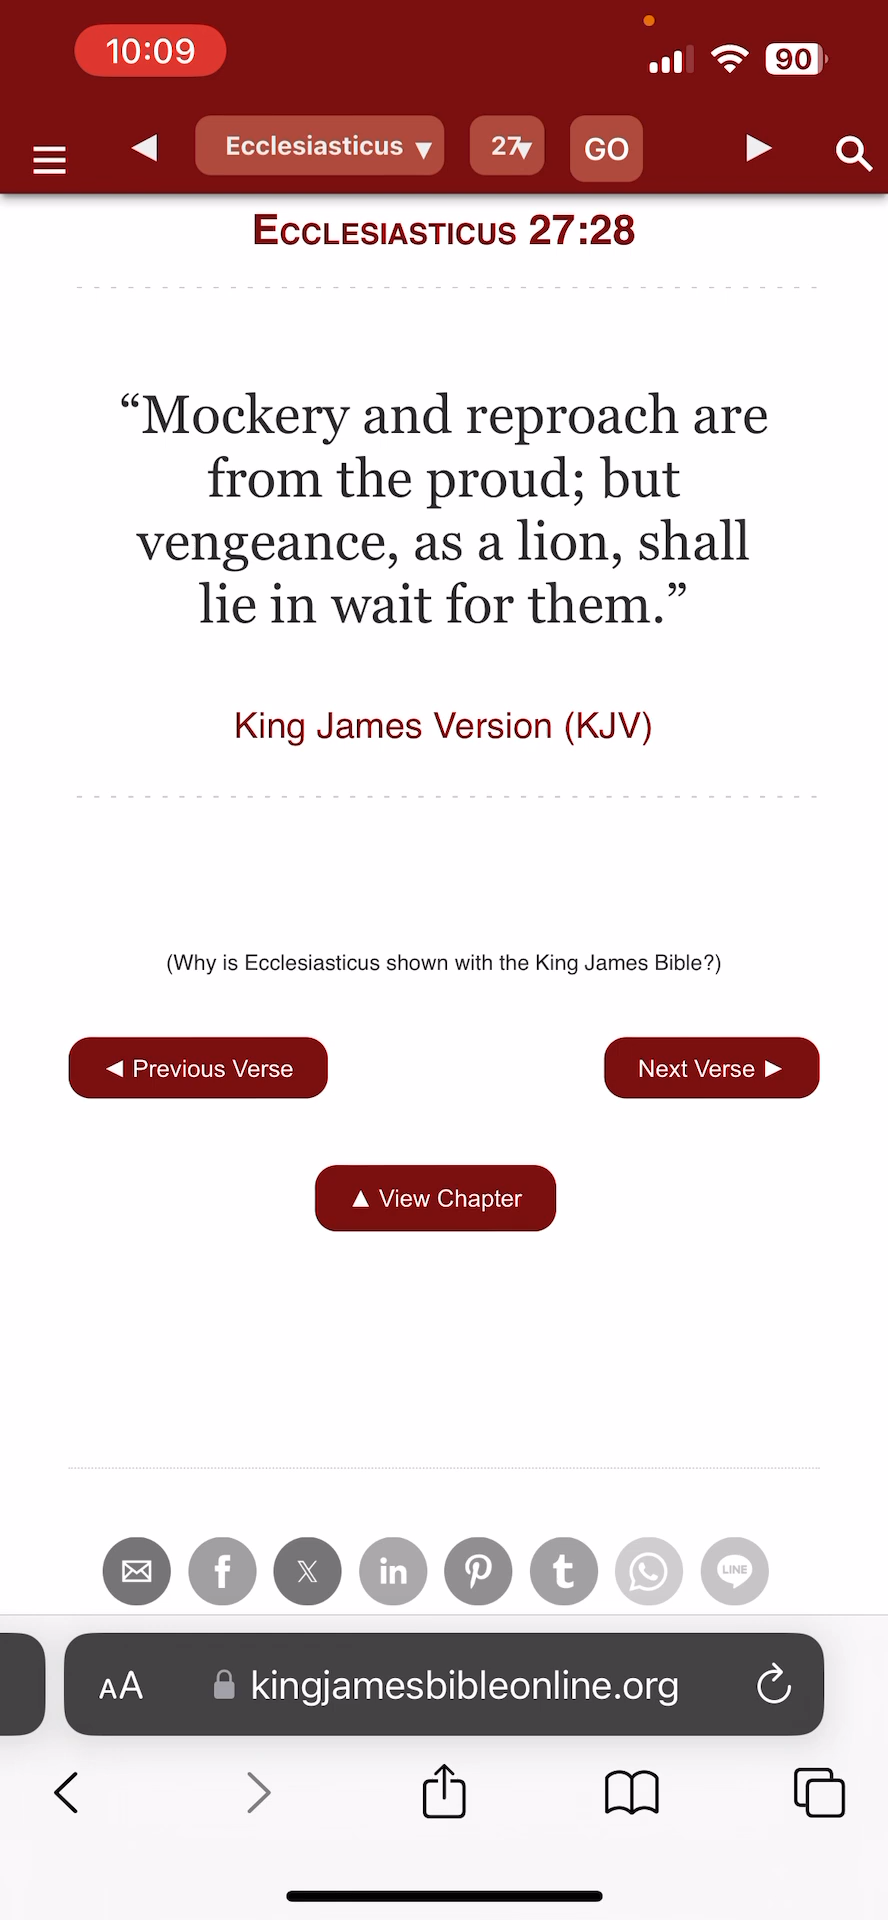 10:09
90
Ecclesiasticus ▼
27▼
GO
Ecclesiasticus 27:28
“Mockery and reproach are
from the proud; but
vengeance, as a lion, shall
lie in wait for them.”
King James Version (KJV)
(Why is Ecclesiasticus shown with the King James Bible?)
◄ Previous Verse
Next Verse ►
▲ View Chapter
f
X
in
P
t
LINE
AA
kingjamesbibleonline.org